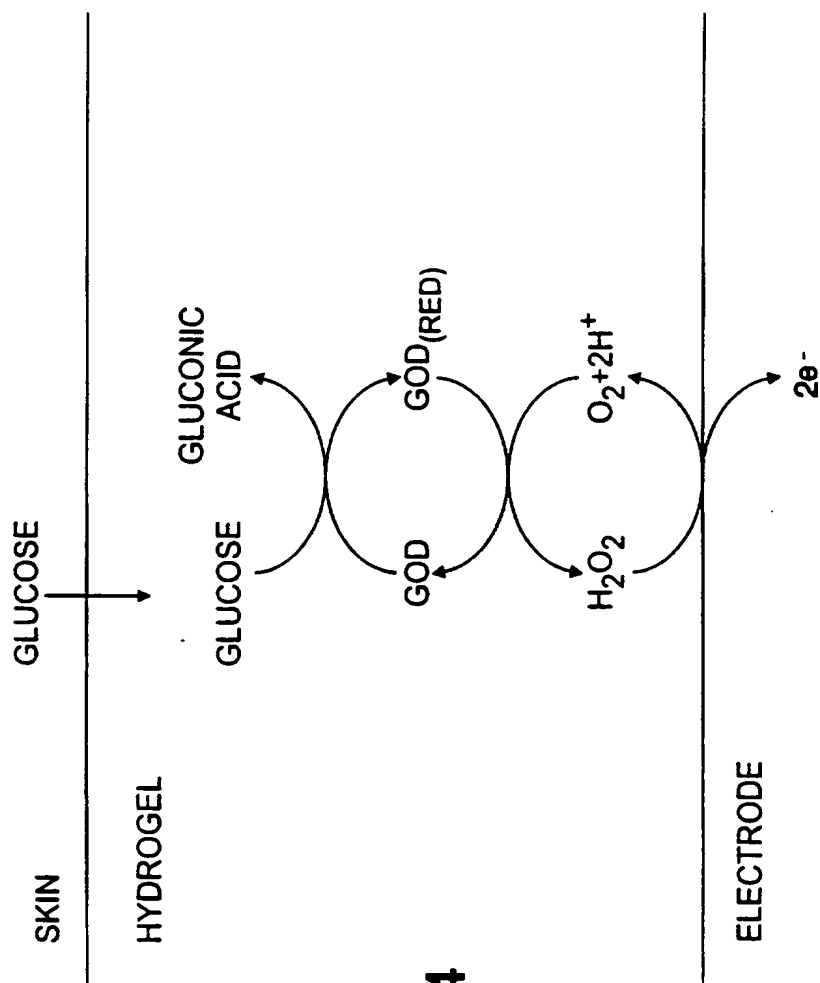 SKIN
GLUCOSE
HYDROGEL
GLUCOSE
GLUCONIC
ACID
GOD
GOD(RED)
H2O2
O2+2H+
ELECTRODE
2e-